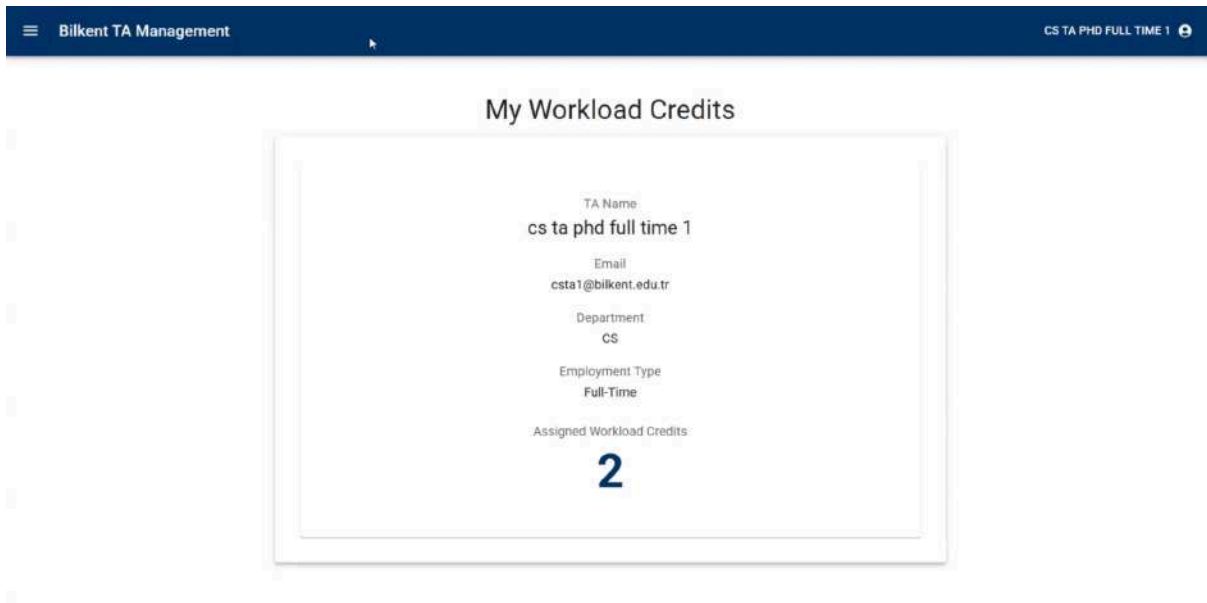 Bilkent TA Management
CS TA PHD FULL TIME 1
My Workload Credits
TA Name
cs ta phd full time 1
Email
csta1@bilkent.edu.tr
Department
CS
Employment Type
Full-Time
Assigned Workload Credits
2